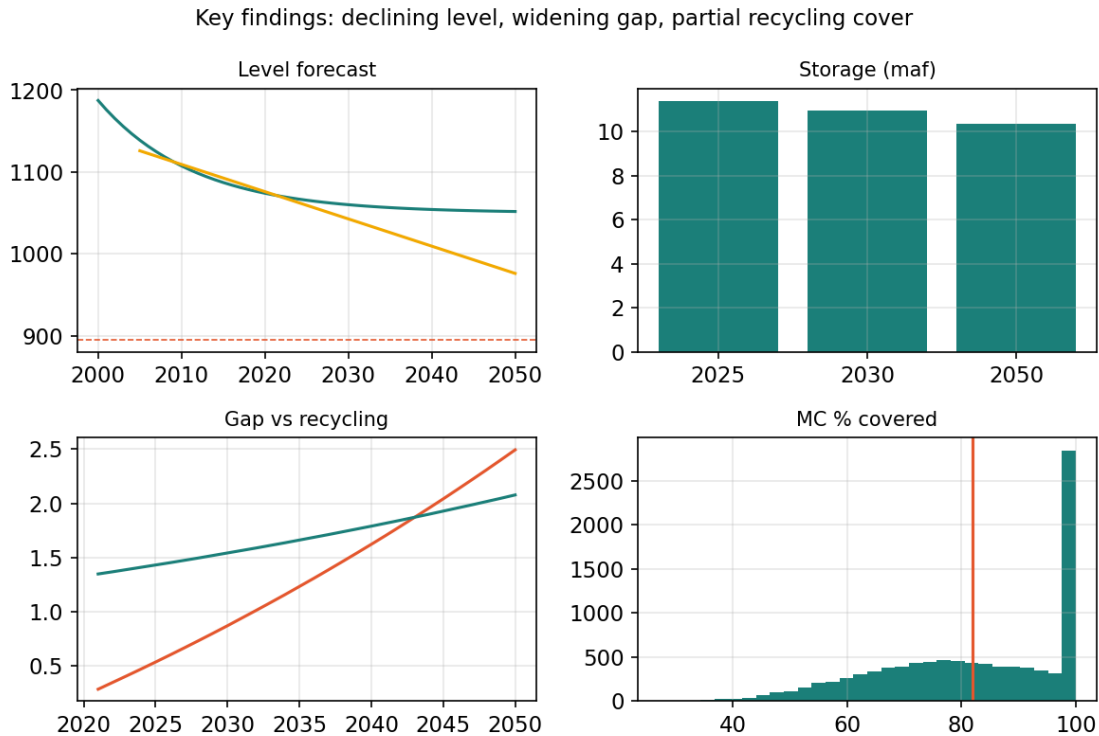 Key findings: declining level, widening gap, partial recycling cover
Level forecast
1200
1100
1000
900
2000 2010 2020 2030 2040 2050
Storage (maf)
10
8
6
4
2
0
2025 2030 2050
Gap vs recycling
2.5
2.0
1.5
1.0
0.5
2020 2025 2030 2035 2040 2045 2050
MC % covered
2500
2000
1500
1000
500
0
40 60 80 100